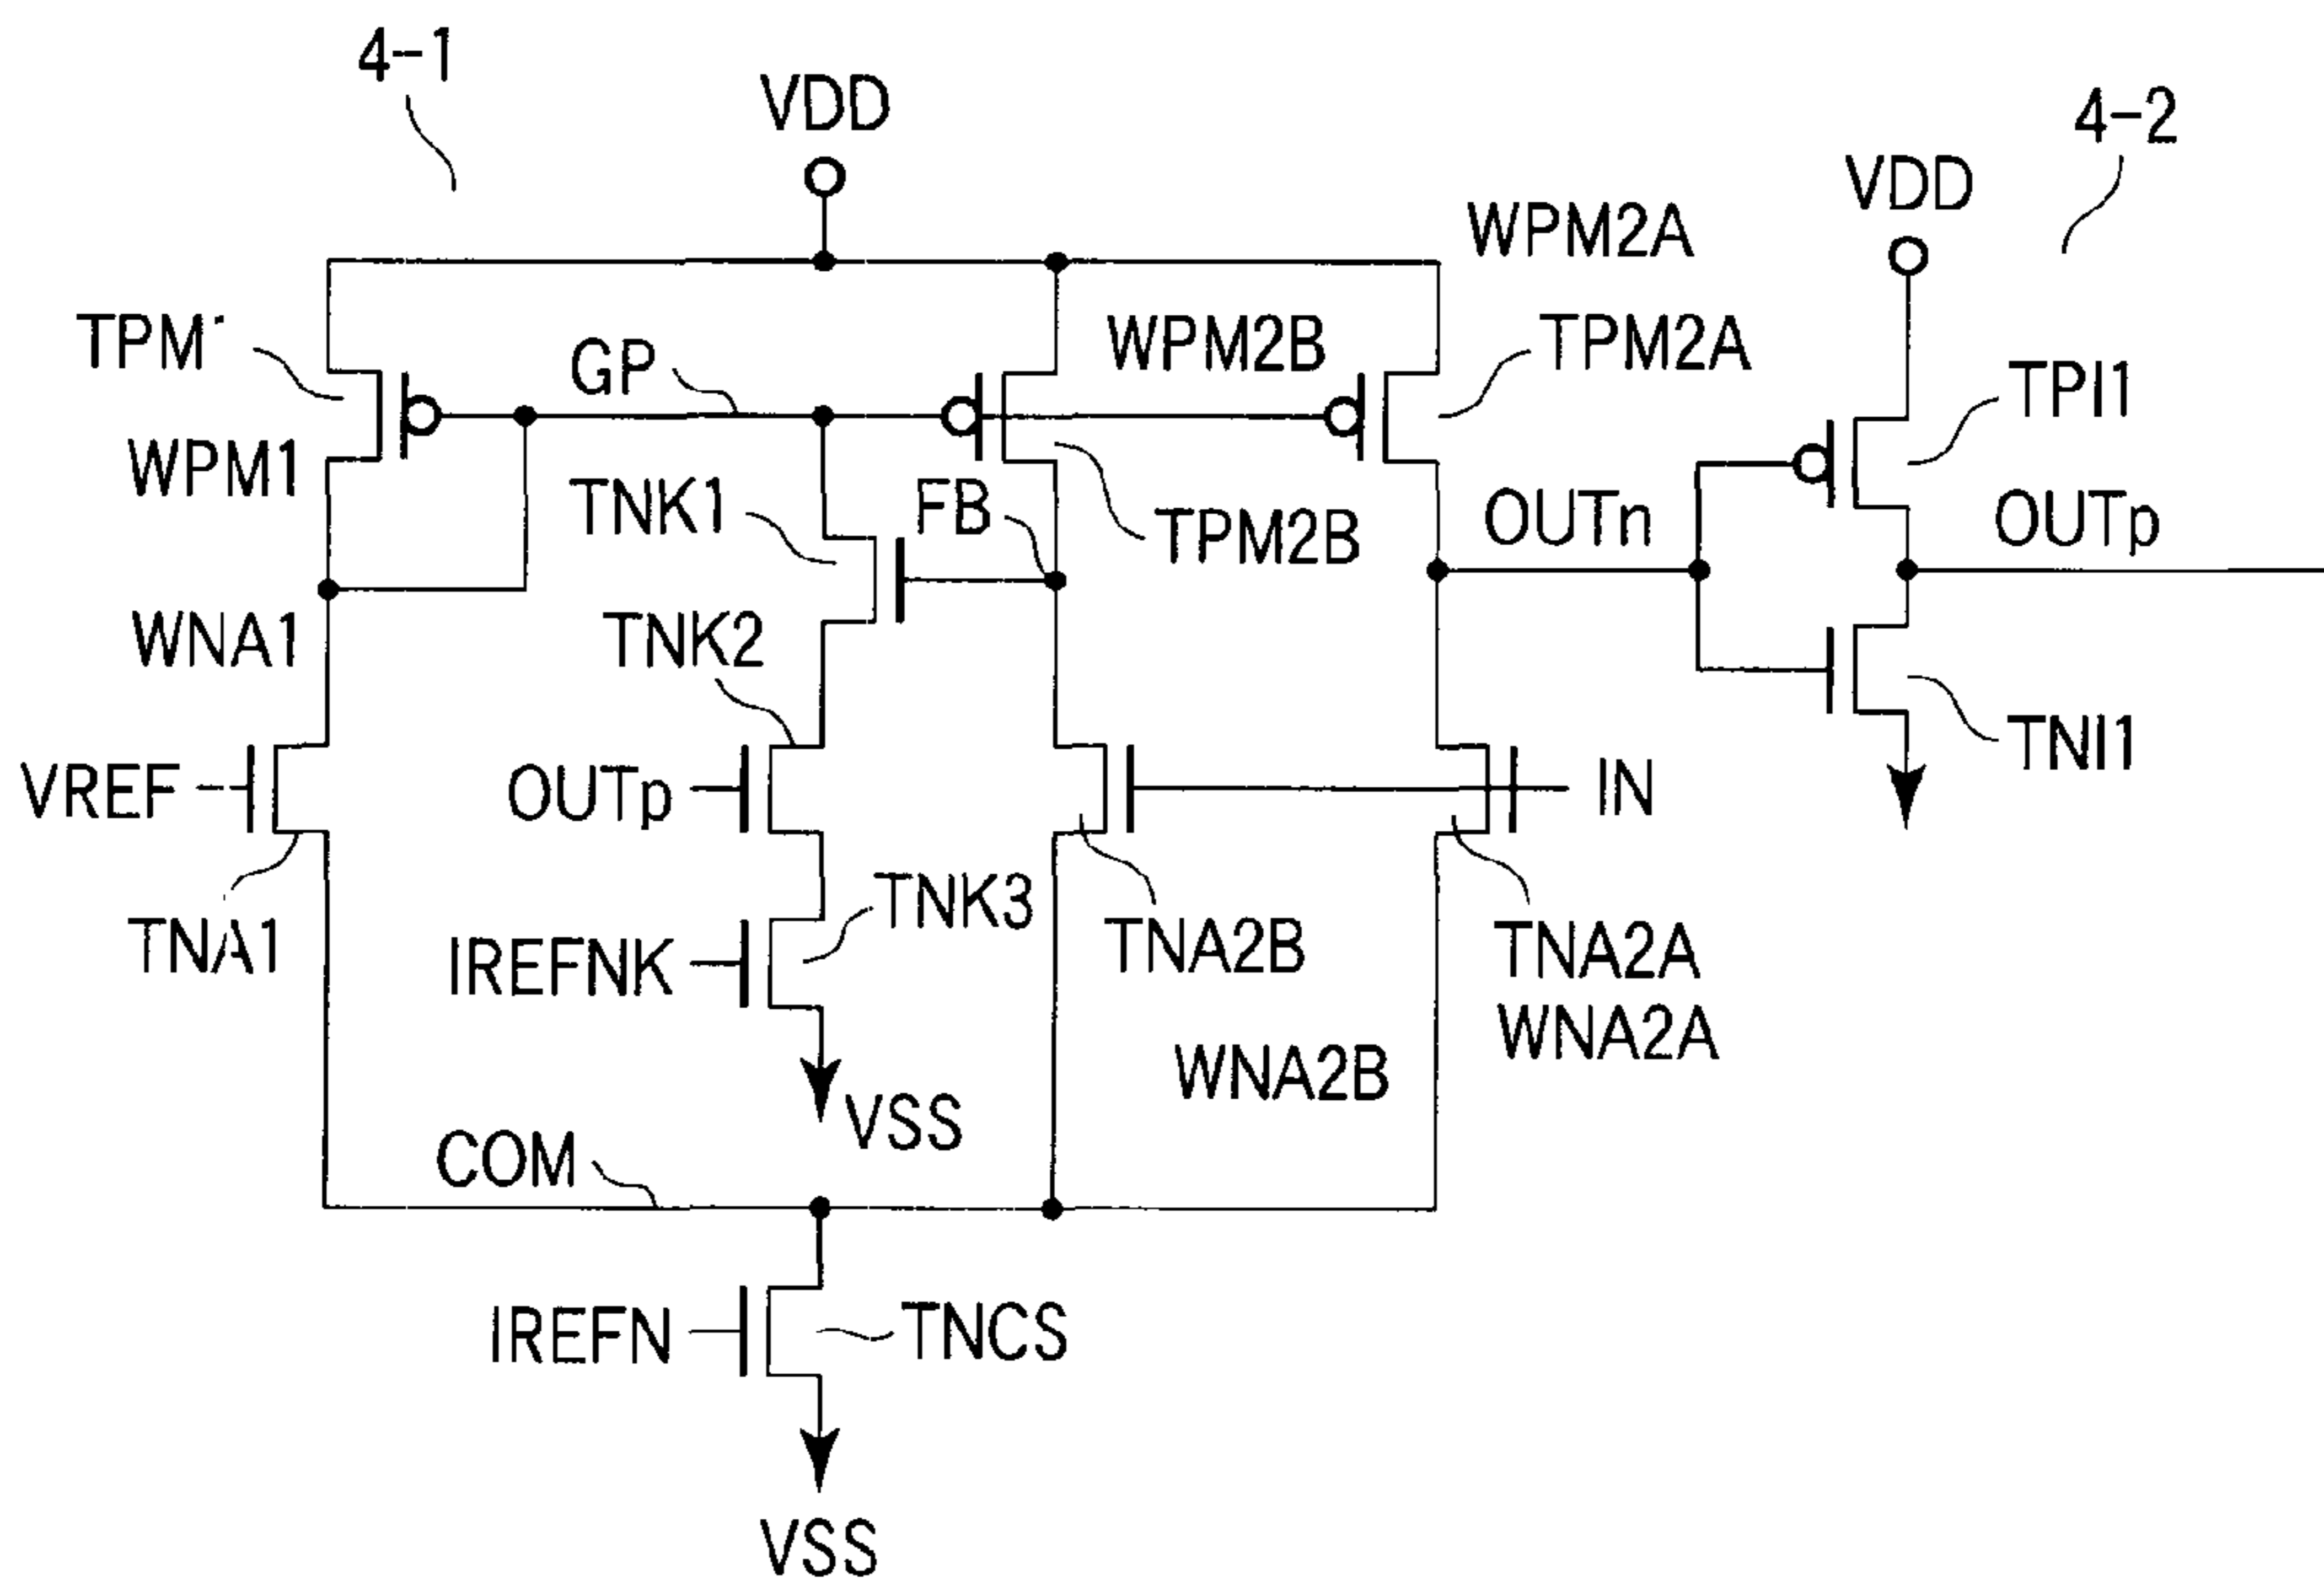 4-1
VDD
4-2
VDD
WPM2A
TPM
GP
WPM2B
TPM2A
TPI1
WPM1
TNK1
FB
TPM2B
OUTn
OUTp
WNA1
TNK2
VREF
OUTp
IN
TNI1
TNA1
TNK3
IREFNK
TNA2B
TNA2A
WNA2A
WNA2B
VSS
COM
IREFN
TNCS
VSS